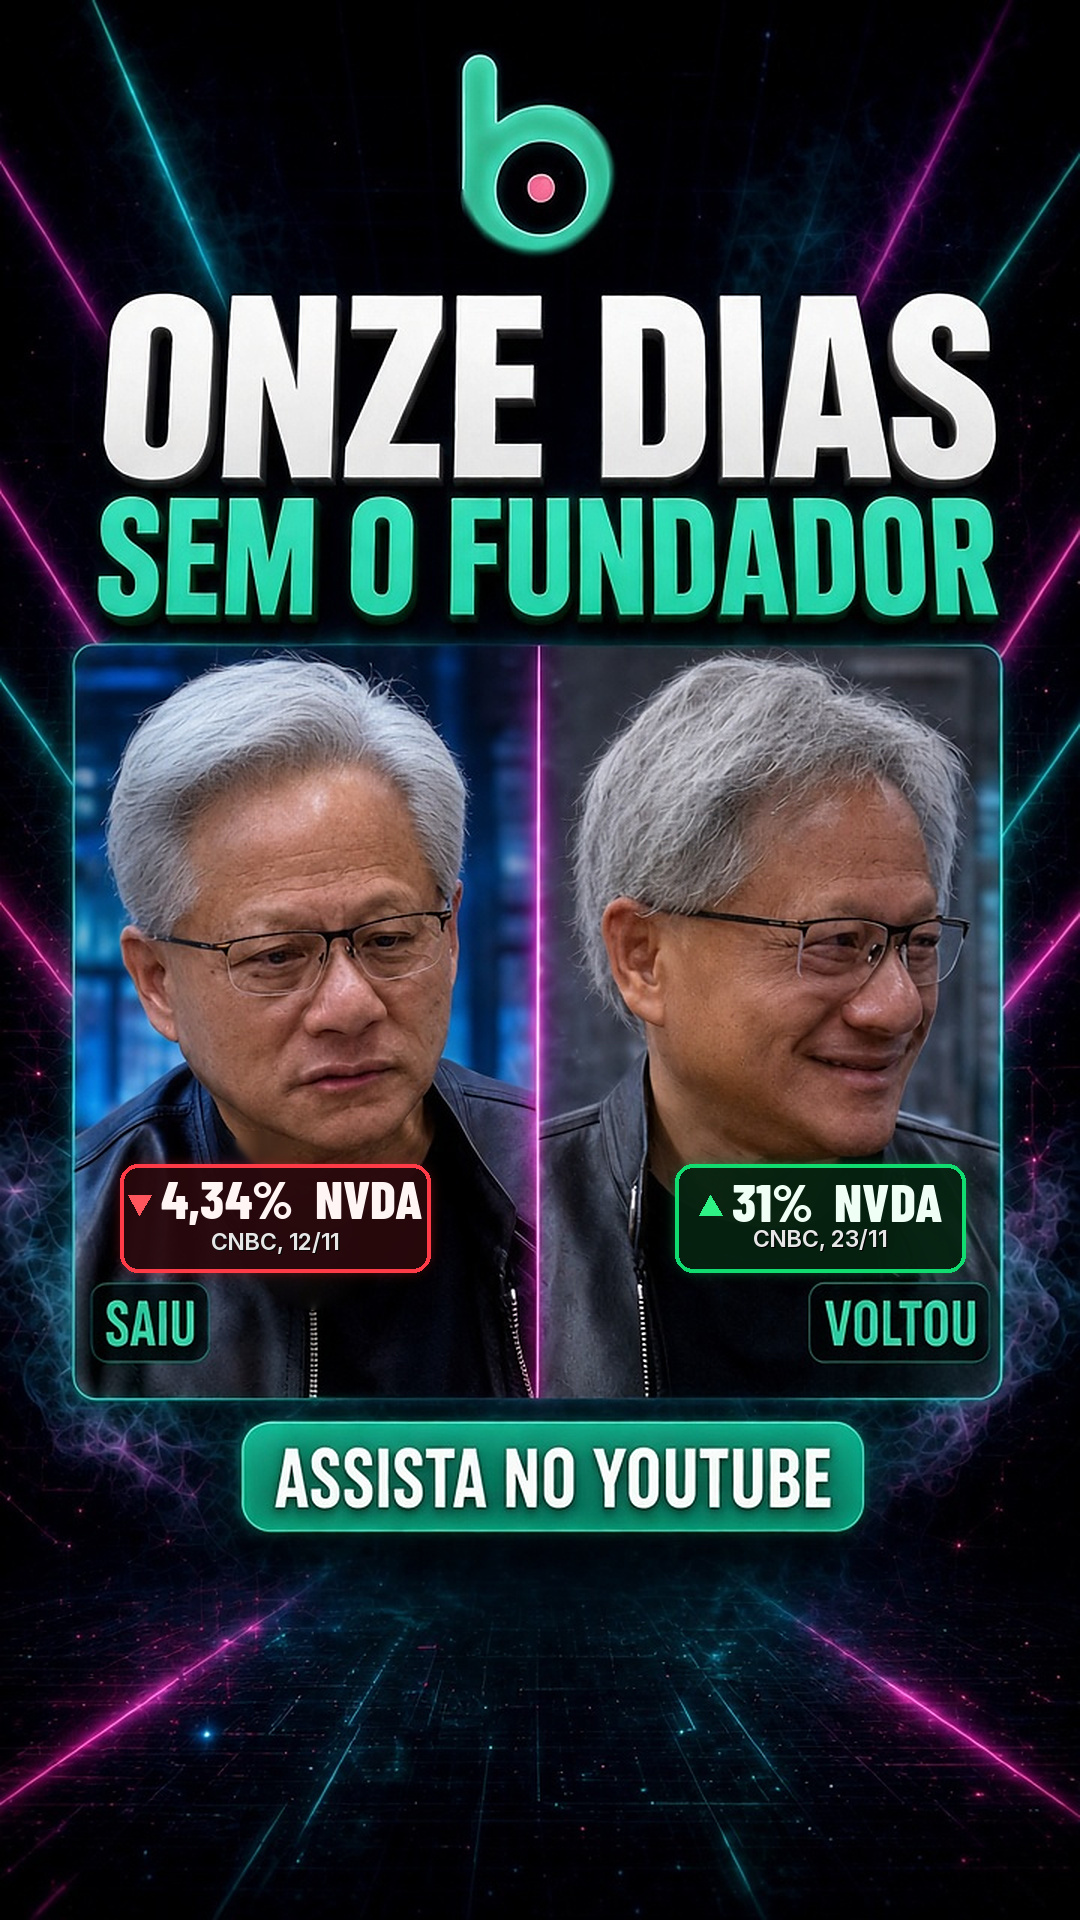 b
ONZE DIAS
SEM O FUNDADOR
▼4,34% NVDA
CNBC, 12/11
▲31% NVDA
CNBC, 23/11
SAIU
VOLTOU
ASSISTA NO YOUTUBE